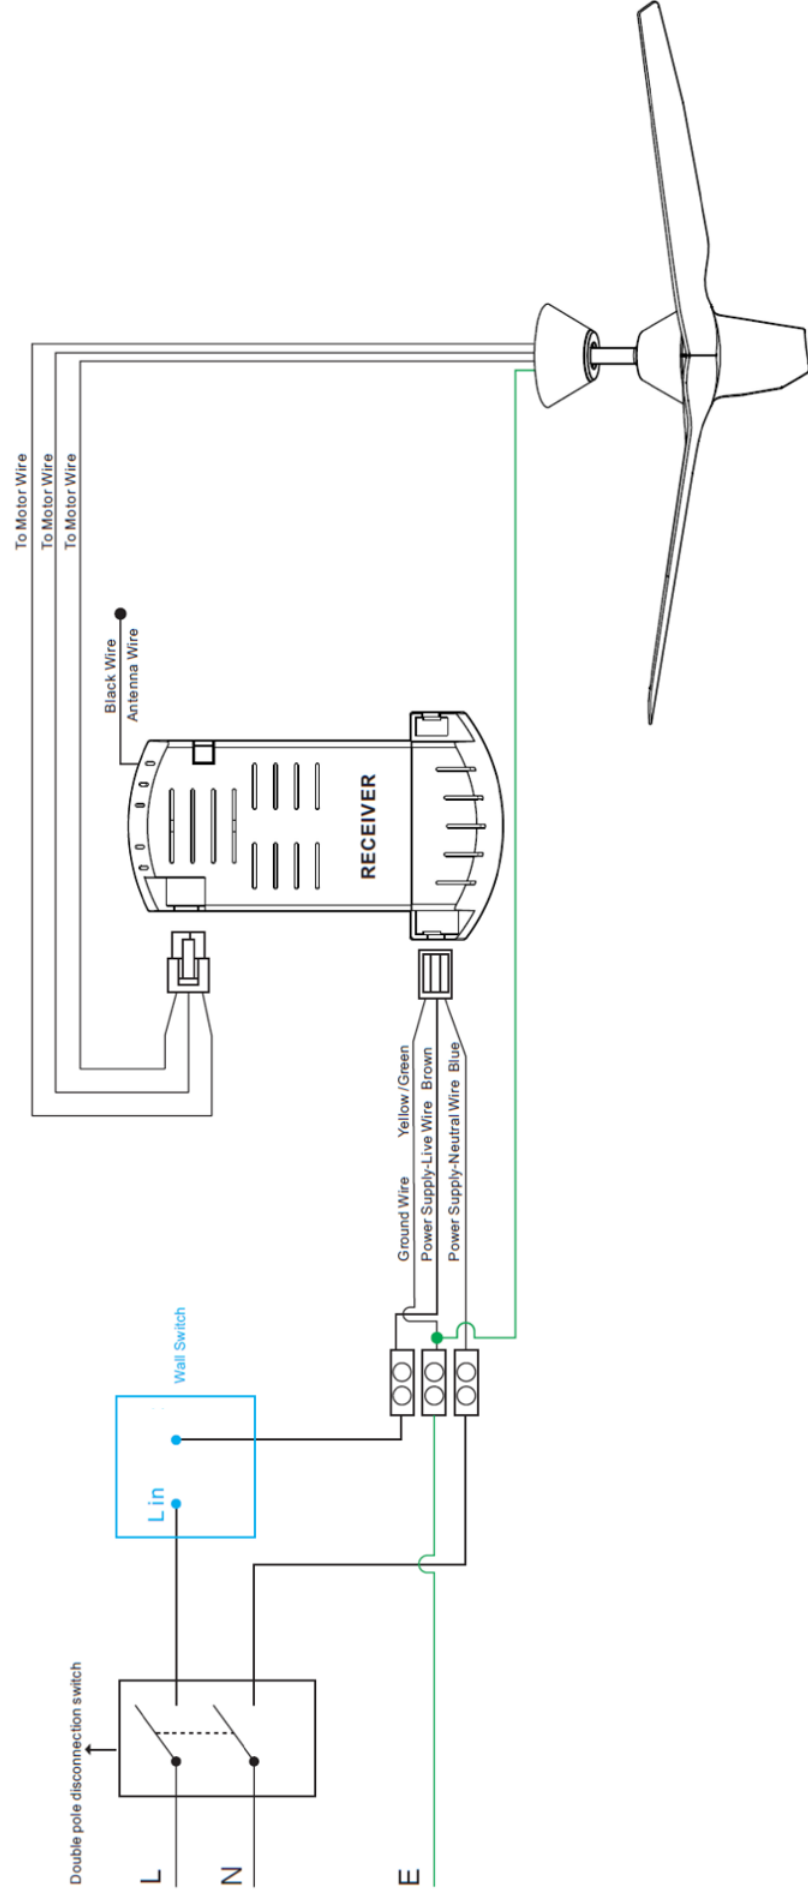 To Motor Wire
To Motor Wire
To Motor Wire
Black Wire
Antenna Wire
RECEIVER
Ground Wire Yellow/Green
Power Supply-Live Wire Brown
Power Supply-Neutral Wire Blue
Wall Switch
L in
Double pole disconnection switch
L
N
E